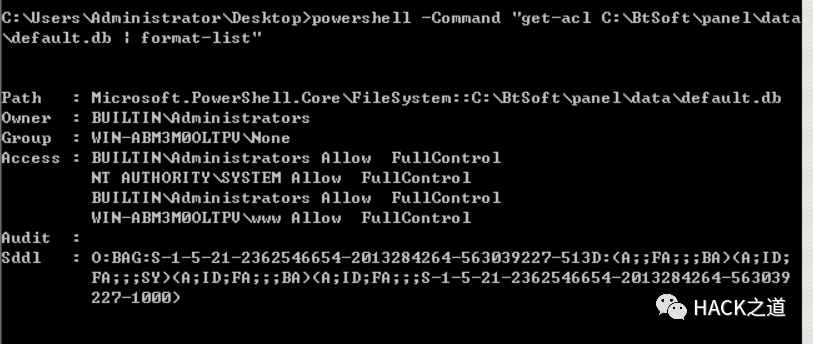 C:\Users\Administrator\Desktop>powershell -Command "get-acl C:\BtSoft\panel\data
\default.db | format-list"
Path   : Microsoft.PowerShell.Core\FileSystem::C:\BtSoft\panel\data\default.db
Owner  : BUILTIN\Administrators
Group  : WIN-ABM3M0OLTPV\None
Access : BUILTIN\Administrators Allow  FullControl
         NT AUTHORITY\SYSTEM Allow  FullControl
         BUILTIN\Administrators Allow  FullControl
         WIN-ABM3M0OLTPV\www Allow  FullControl
Audit  :
Sddl   : O:BAG:S-1-5-21-2362546654-2013284264-563039227-513D:(A;;FA;;;BA)(A;ID;
         FA;;;SY)(A;ID;FA;;;BA)(A;ID;FA;;;S-1-5-21-2362546654-2013284264-563039
         227-1000)
HACK之道